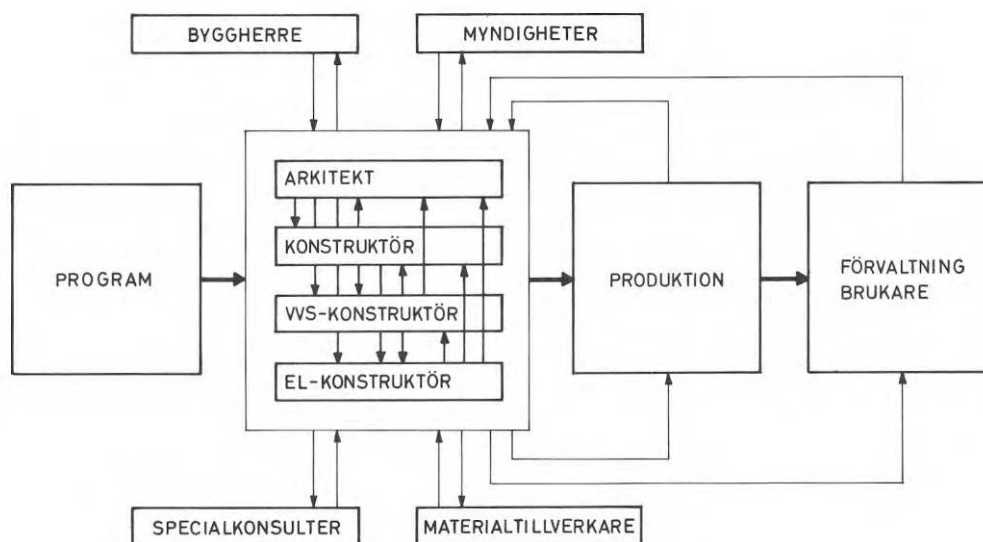 BYGGHERRE
MYNDIGHETER
ARKITEKT
KONSTRUKTÖR
VVS-KONSTRUKTÖR
EL-KONSTRUKTÖR
PROGRAM
PRODUKTION
FÖRVALTNING
BRUKARE
SPECIALKONSULTER
MATERIALTILLVERKARE